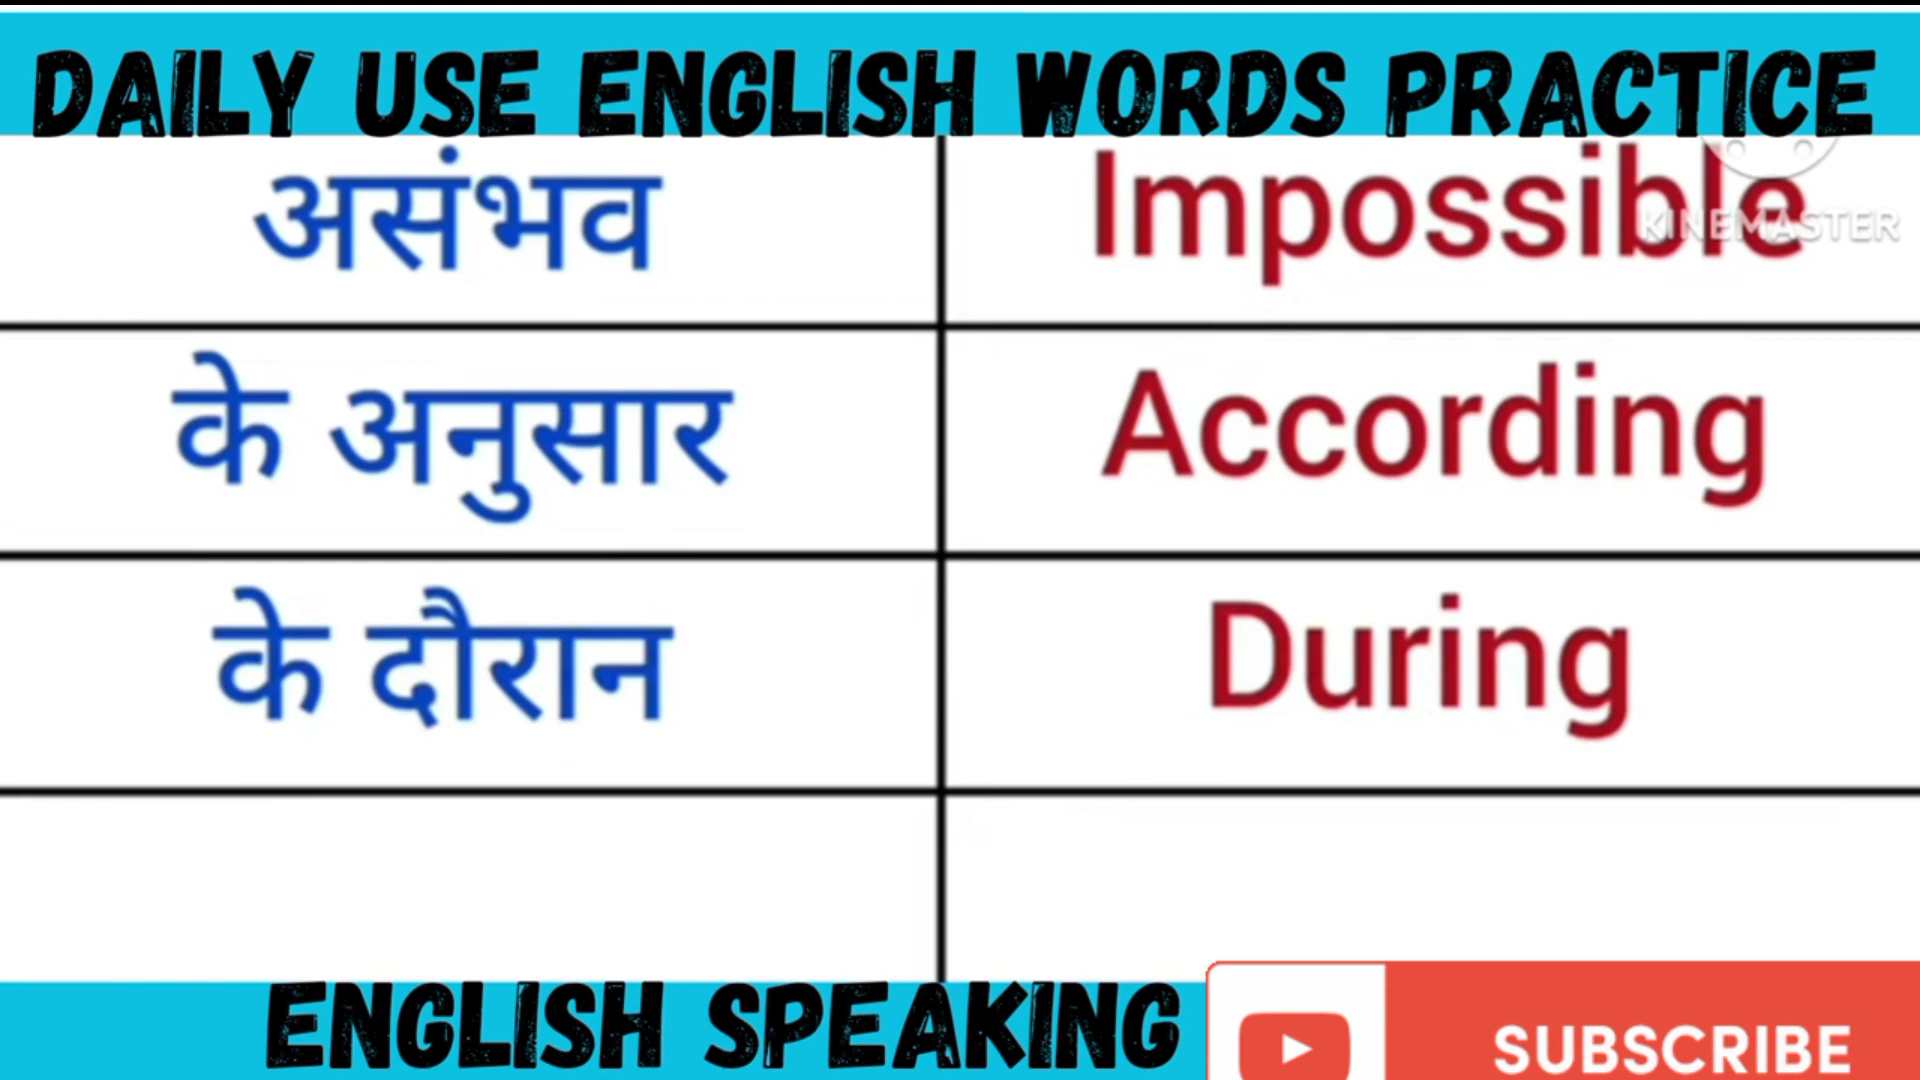 DAILY USE ENGLISH WORDS PRACTICE
असंभव Impossible
KINEMASTER
के अनुसार According
के दौरान During
ENGLISH SPEAKING
SUBSCRIBE